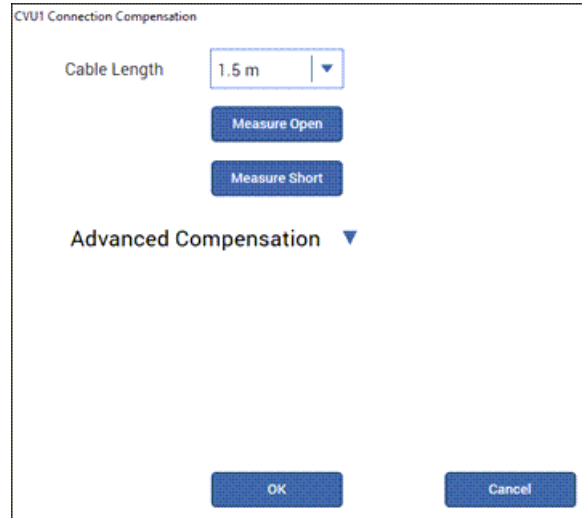 CVU1 Connection Compensation
Cable Length 1.5 m
Measure Open
Measure Short
Advanced Compensation
OK Cancel